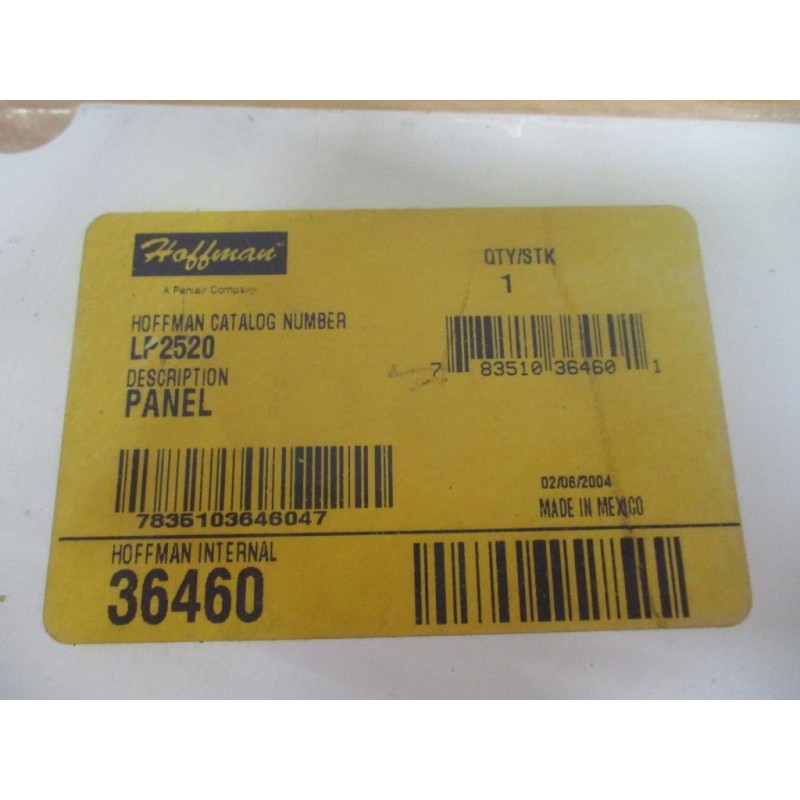 Hoffman
A Pentair Company
QTY/STK
1
HOFFMAN CATALOG NUMBER
LP2520
DESCRIPTION
PANEL
7 83510 36460 1
7835103646047
02/06/2004
MADE IN MEXICO
HOFFMAN INTERNAL
36460